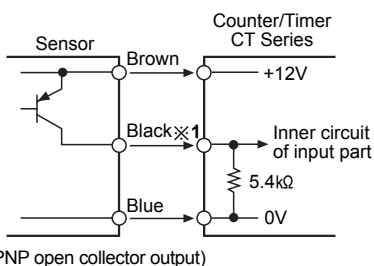 Counter/Timer
CT Series
Sensor
Brown
+12V
Black※1
Inner circuit
of input part
5.4kΩ
Blue
0V
PNP open collector output)